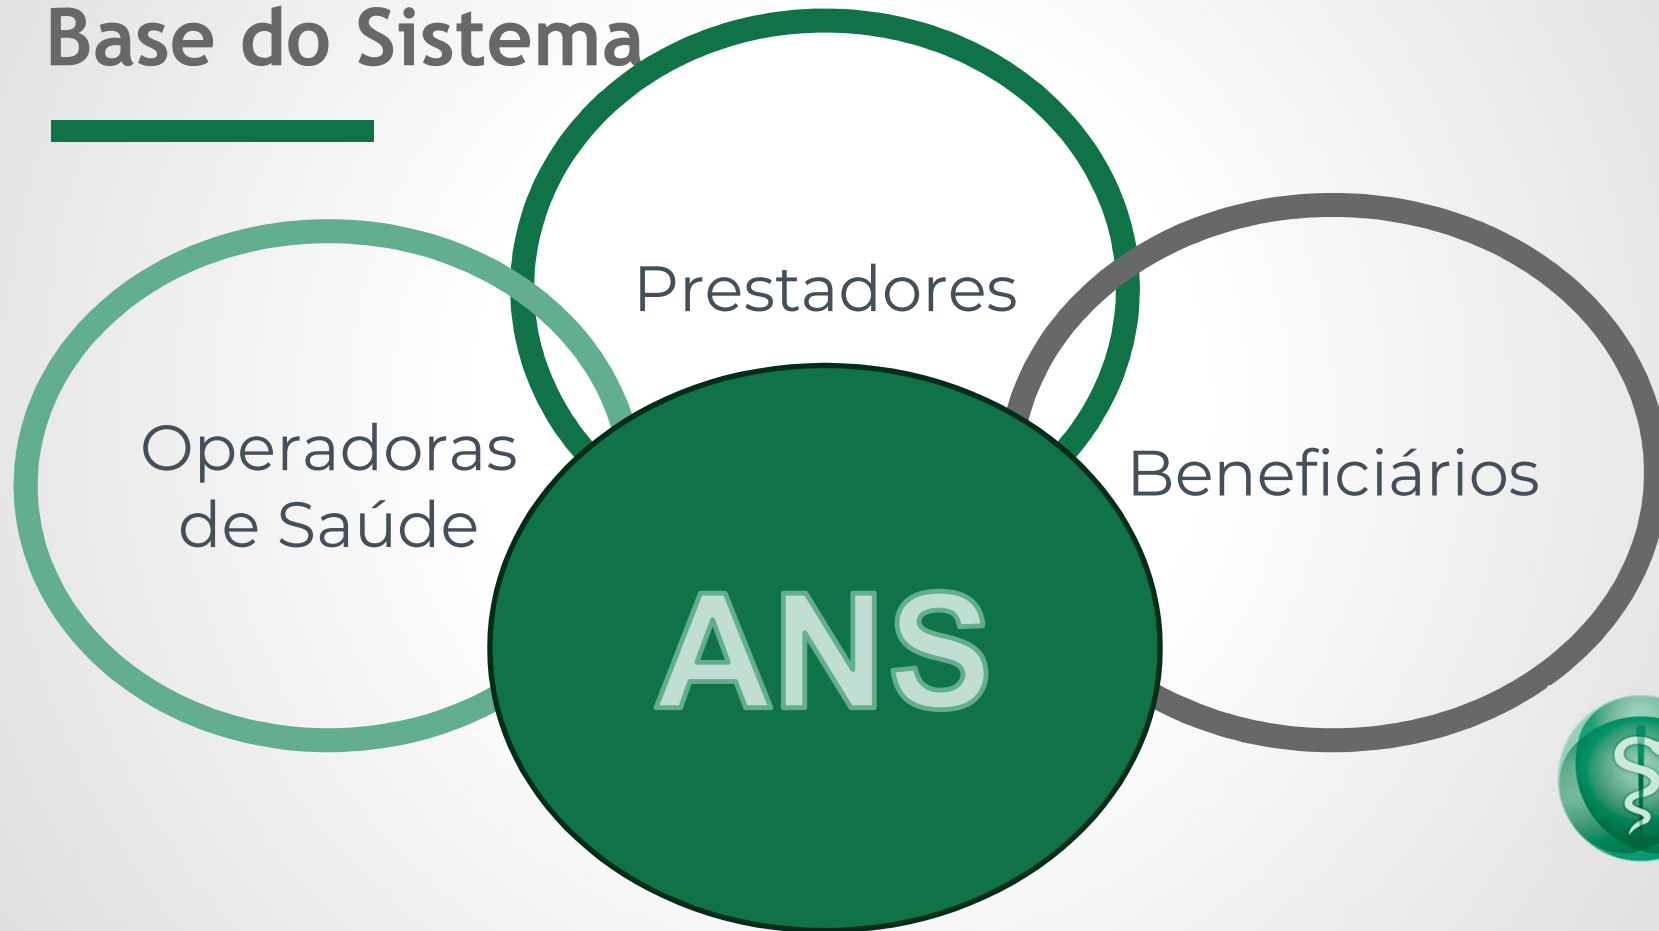 Base do Sistema
Prestadores
Operadoras
de Saúde
Beneficiários
ANS